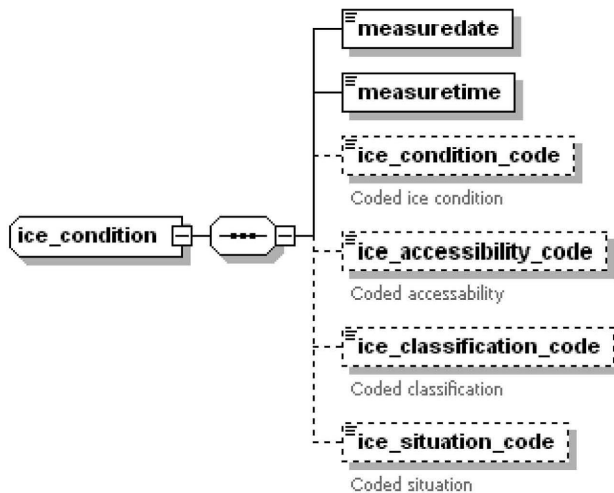 measuredate
measuretime
ice_condition_code
Coded ice condition
ice_condition
ice_accessibility_code
Coded accessability
ice_classification_code
Coded classification
ice_situation_code
Coded situation